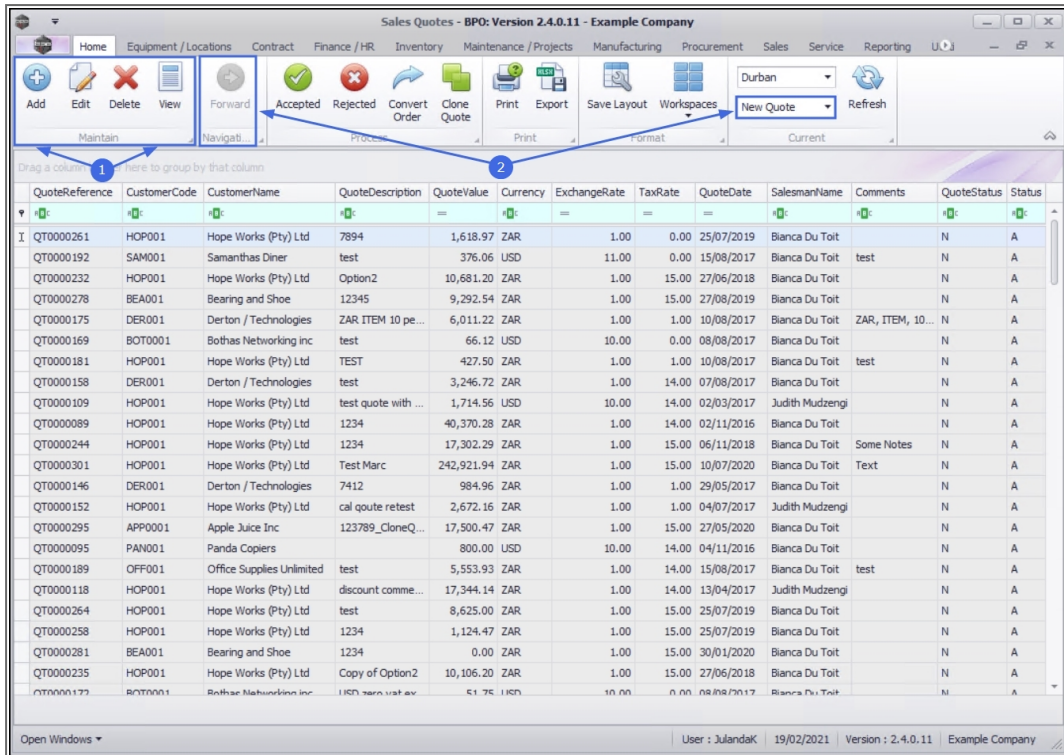 Sales Quotes - BPO: Version 2.4.0.11 - Example Company
Home Equipment / Locations Contract Finance / HR Inventory Maintenance / Projects Manufacturing Procurement Sales Service Reporting
Add Edit Delete View Forward Accepted Rejected Convert Order Clone Quote Print Export Save Layout Workspaces Durban New Quote Refresh
Maintain Navigati... Process Print Format Current
1 2
Drag a column here to group by that column
QuoteReference CustomerCode CustomerName QuoteDescription QuoteValue Currency ExchangeRate TaxRate QuoteDate SalesmanName Comments QuoteStatus Status
QT0000261 HOP001 Hope Works (Pty) Ltd 7894 1,618.97 ZAR 1.00 0.00 25/07/2019 Bianca Du Toit N A
QT0000192 SAM001 Samanthas Diner test 376.06 USD 11.00 0.00 15/08/2017 Bianca Du Toit test N A
QT0000232 HOP001 Hope Works (Pty) Ltd Option2 10,681.20 ZAR 1.00 15.00 27/06/2018 Bianca Du Toit N A
QT0000278 BEA001 Bearing and Shoe 12345 9,292.54 ZAR 1.00 15.00 27/08/2019 Bianca Du Toit N A
QT0000175 DER001 Derton / Technologies ZAR ITEM 10 pe... 6,011.22 ZAR 1.00 1.00 10/08/2017 Bianca Du Toit ZAR, ITEM, 10... N A
QT0000169 BOT0001 Bothas Networking inc test 66.12 USD 10.00 0.00 08/08/2017 Bianca Du Toit N A
QT0000181 HOP001 Hope Works (Pty) Ltd TEST 427.50 ZAR 1.00 1.00 10/08/2017 Bianca Du Toit test N A
QT0000158 DER001 Derton / Technologies test 3,246.72 ZAR 1.00 14.00 07/08/2017 Bianca Du Toit N A
QT0000109 HOP001 Hope Works (Pty) Ltd test quote with ... 1,714.56 USD 10.00 14.00 02/03/2017 Judith Mudzengi N A
QT0000089 HOP001 Hope Works (Pty) Ltd 1234 40,370.28 ZAR 1.00 14.00 02/11/2016 Bianca Du Toit N A
QT0000244 HOP001 Hope Works (Pty) Ltd 1234 17,302.29 ZAR 1.00 15.00 06/11/2018 Bianca Du Toit Some Notes N A
QT0000301 HOP001 Hope Works (Pty) Ltd Test Marc 242,921.94 ZAR 1.00 15.00 10/07/2020 Bianca Du Toit Text N A
QT0000146 DER001 Derton / Technologies 7412 984.96 ZAR 1.00 1.00 29/05/2017 Bianca Du Toit N A
QT0000152 HOP001 Hope Works (Pty) Ltd cal qoute retest 2,672.16 ZAR 1.00 1.00 04/07/2017 Judith Mudzengi N A
QT0000295 APP0001 Apple Juice Inc 123789_CloneQ... 17,500.47 ZAR 1.00 15.00 27/05/2020 Bianca Du Toit N A
QT0000095 PAN001 Panda Copiers 800.00 USD 10.00 14.00 04/11/2016 Bianca Du Toit N A
QT0000189 OFF001 Office Supplies Unlimited test 5,553.93 ZAR 1.00 14.00 15/08/2017 Bianca Du Toit test N A
QT0000118 HOP001 Hope Works (Pty) Ltd discount comme... 17,344.14 ZAR 1.00 14.00 13/04/2017 Judith Mudzengi N A
QT0000264 HOP001 Hope Works (Pty) Ltd test 8,625.00 ZAR 1.00 15.00 25/07/2019 Bianca Du Toit N A
QT0000258 HOP001 Hope Works (Pty) Ltd 1234 1,124.47 ZAR 1.00 15.00 25/07/2019 Bianca Du Toit N A
QT0000281 BEA001 Bearing and Shoe 1234 0.00 ZAR 1.00 15.00 30/01/2020 Bianca Du Toit N A
QT0000235 HOP001 Hope Works (Pty) Ltd Copy of Option2 10,106.20 ZAR 1.00 15.00 27/06/2018 Bianca Du Toit N A
QT0000172 BOT0001 Bothas Networking inc USD zero vat ex 51.75 USD 10.00 0.00 08/08/2017 Bianca Du Toit N A
Open Windows User : JulandaK 19/02/2021 Version : 2.4.0.11 Example Company